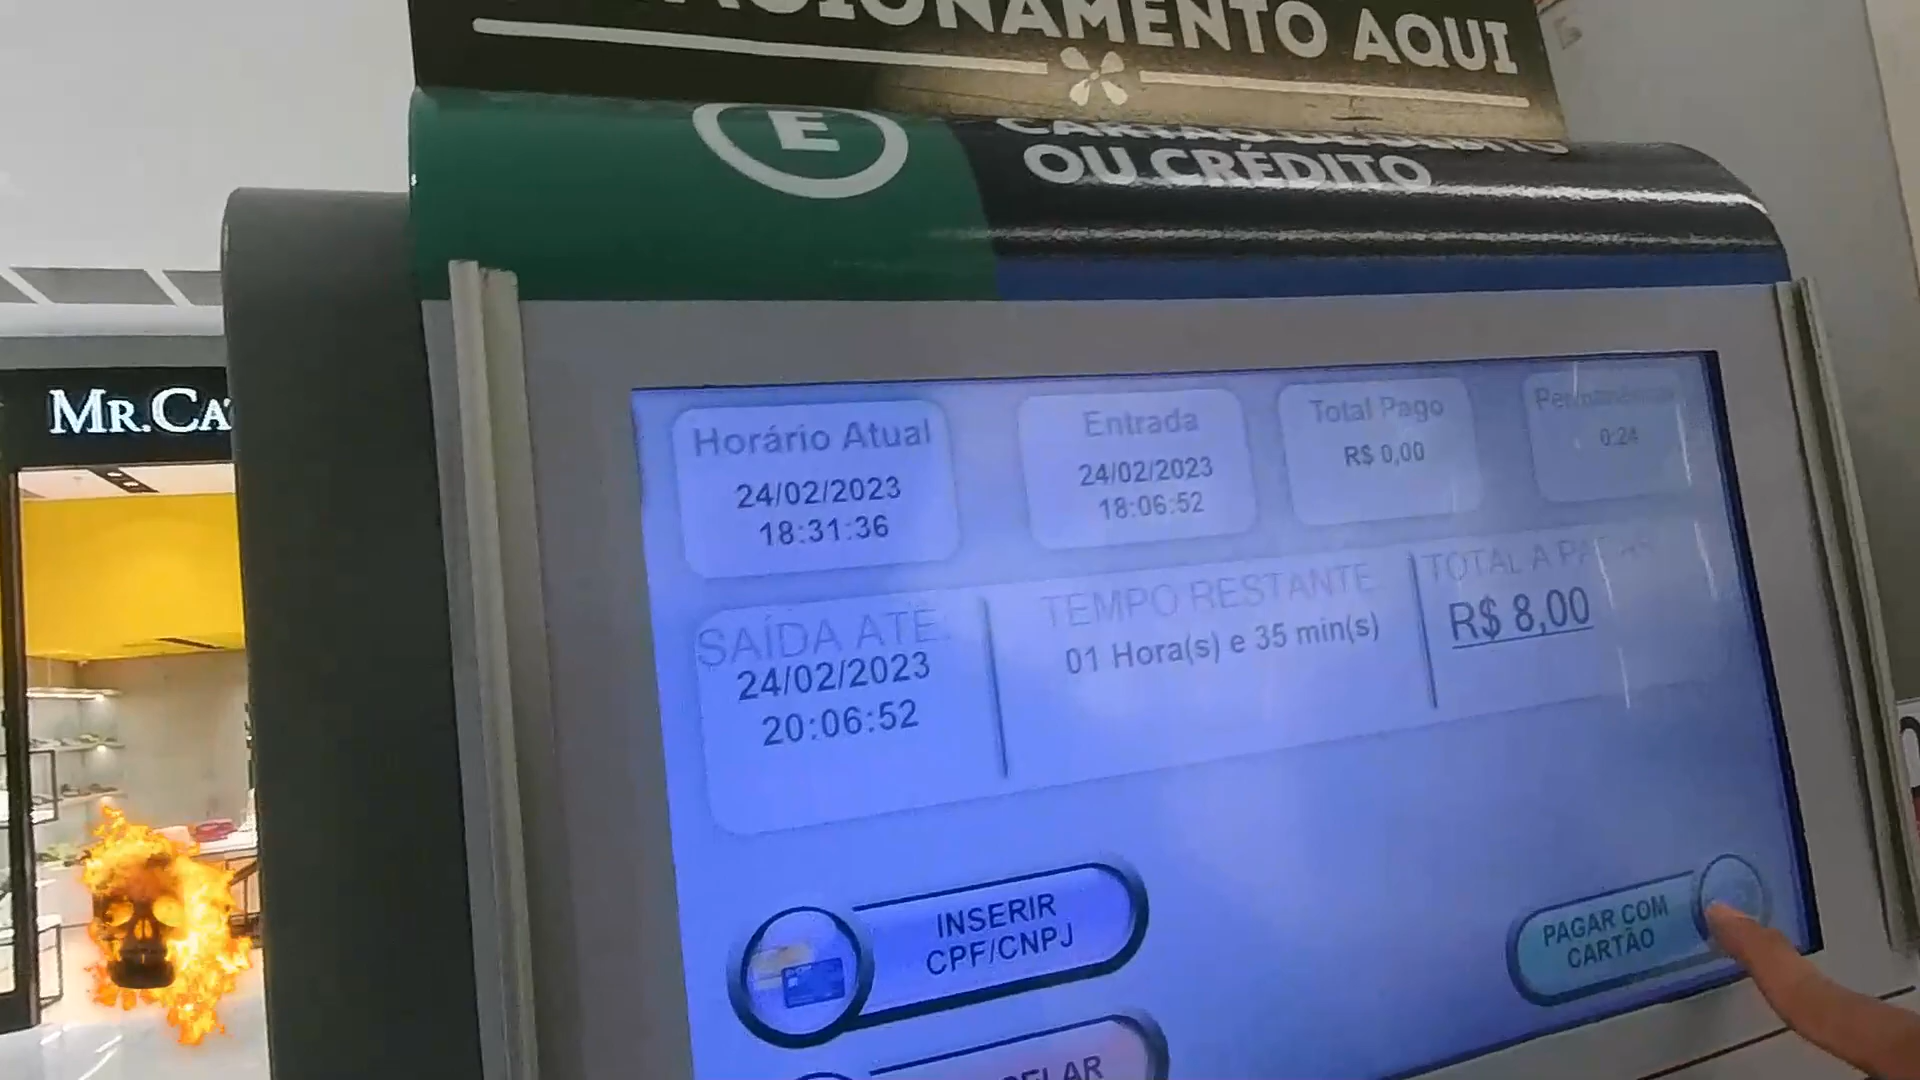 AQUI
E
OU CRÉDITO
MR.CA
Horário Atual
24/02/2023
18:31:36
Entrada
24/02/2023
18:06:52
Total Pago
R$ 0,00
0:24
SAÍDA ATÉ:
24/02/2023
20:06:52
TEMPO RESTANTE
01 Hora(s) e 35 min(s)
TOTAL A
R$ 8,00
INSERIR
CPF/CNPJ
PAGAR COM
CARTÃO